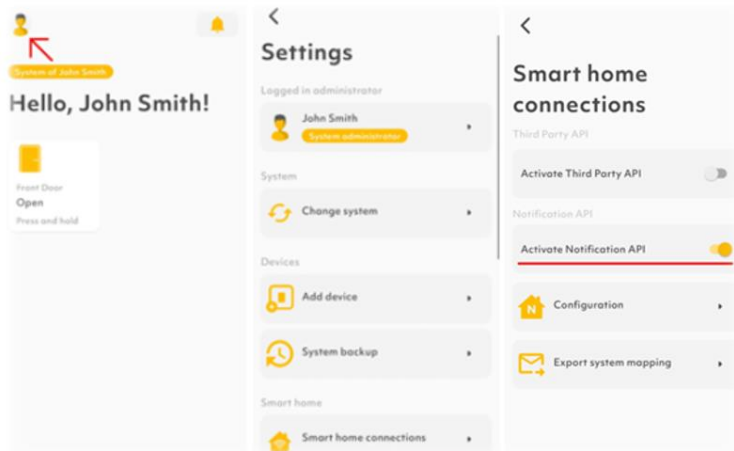 System of John Smith
Hello, John Smith!
Front Door
Open
Press and hold
Settings
Logged in administrator
John Smith
System administrator
System
Change system
Devices
Add device
System backup
Smart home
Smart home connections
Smart home
connections
Third Party API
Activate Third Party API
Notification API
Activate Notification API
N
Configuration
Export system mapping